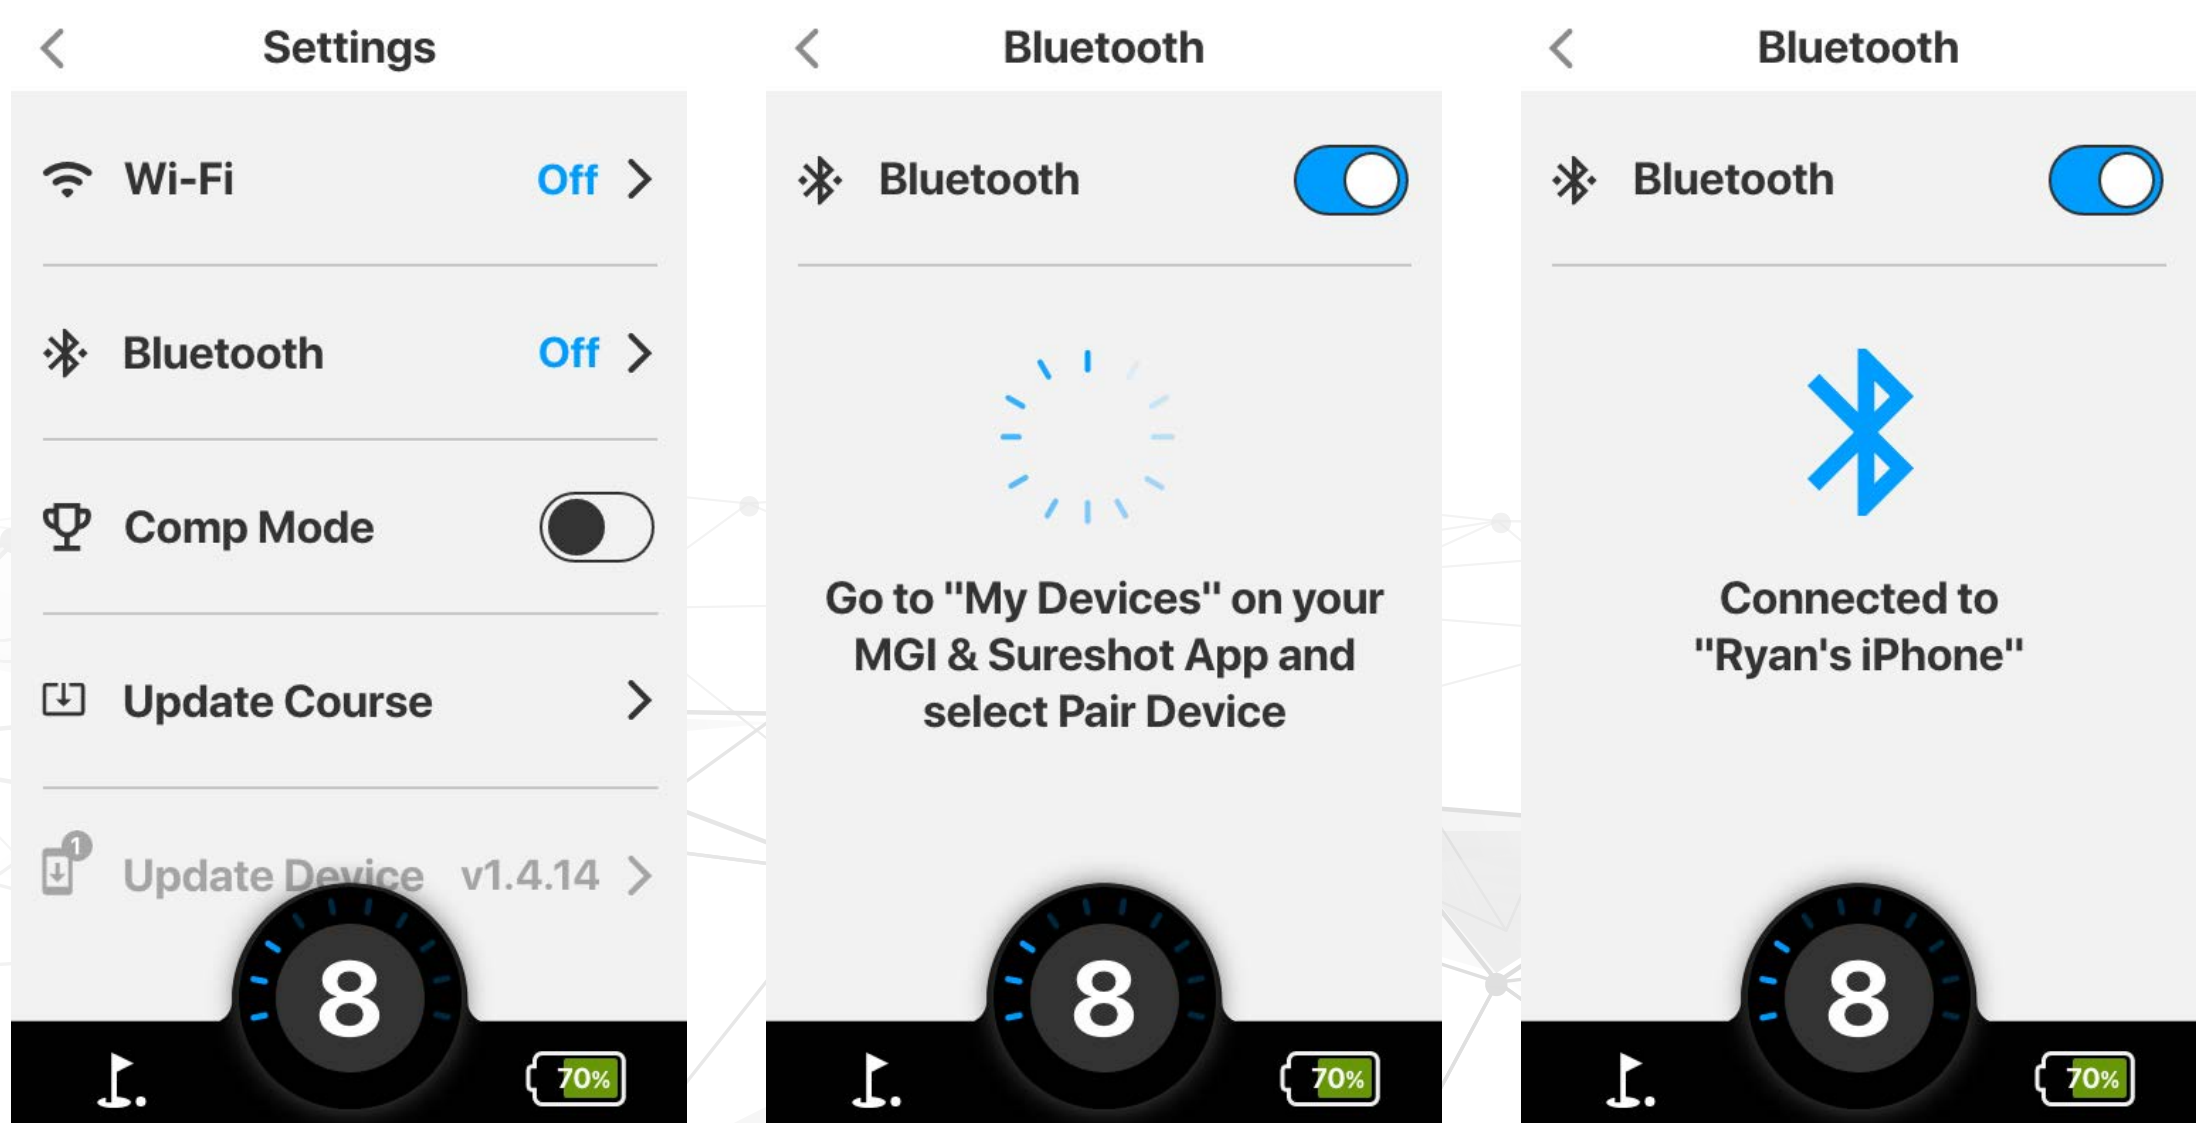 Settings
Wi-Fi Off
Bluetooth Off
Comp Mode
Update Course
1
Update Device v1.4.14
8
70%
Bluetooth
Bluetooth
Go to "My Devices" on your
MGI & Sureshot App and
select Pair Device
8
70%
Bluetooth
Bluetooth
Connected to
"Ryan's iPhone"
8
70%